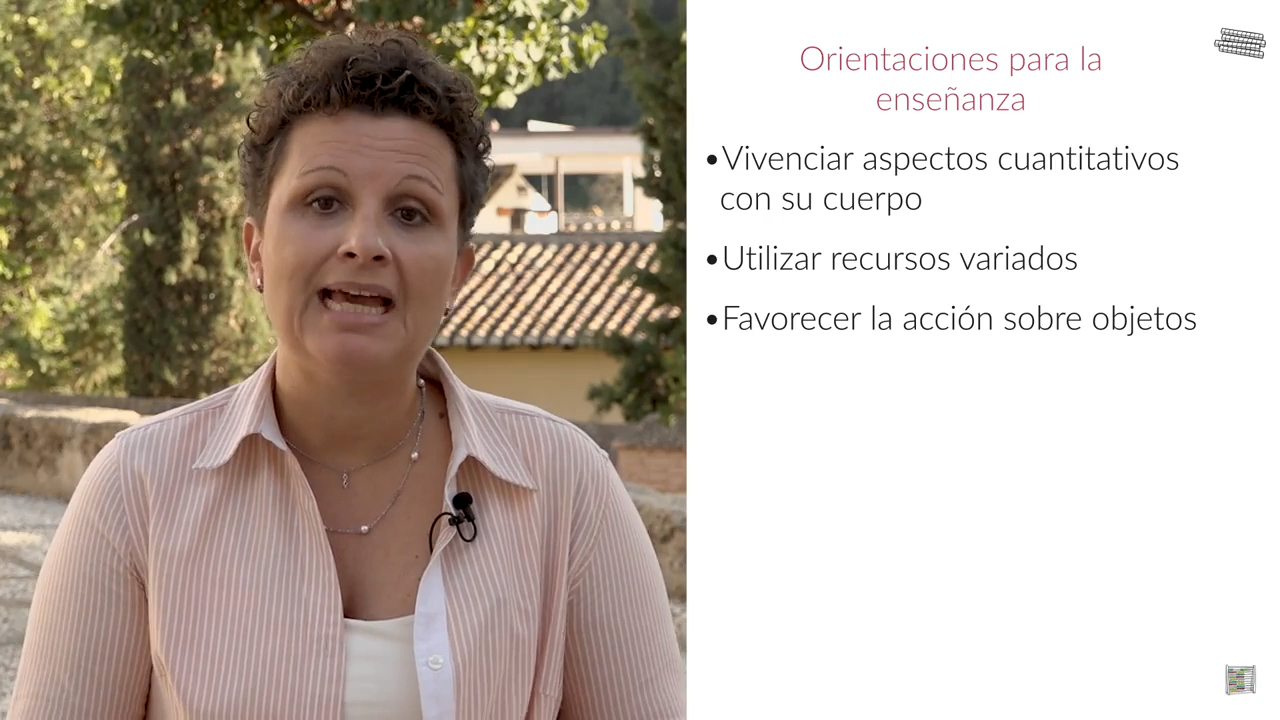 Orientaciones para la
enseñanza
•Vivenciar aspectos cuantitativos
con su cuerpo
•Utilizar recursos variados
•Favorecer la acción sobre objetos